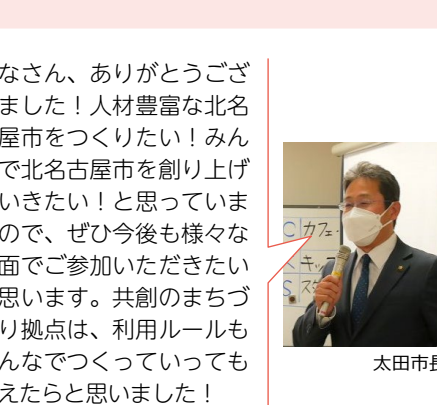 なさん、ありがとうござ
ました！人材豊富な北名
屋市をつくりたい！みん
で北名古屋市を創り上げ
いきたい！と思っていま
ので、ぜひ今後も様々な
面でご参加いただきたい
思います。共創のまちづ
り拠点は、利用ルールも
んなでつくっていっても
えたらと思いました！
C カフェ
キッ
S
太田市長